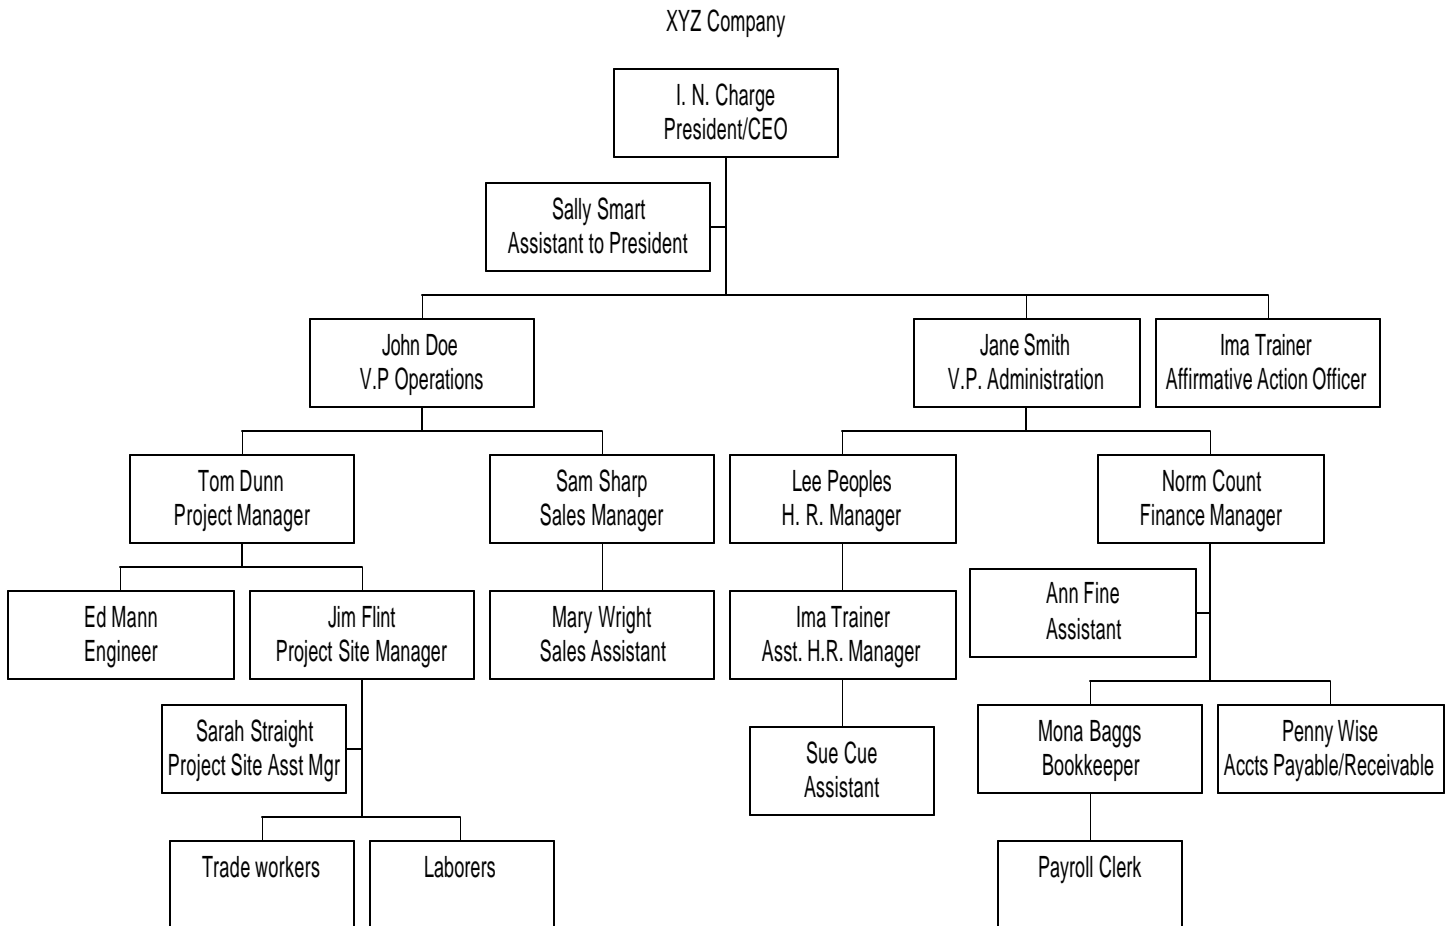 XYZ Company
I. N. Charge
President/CEO
Sally Smart
Assistant to President
John Doe
V.P Operations
Jane Smith
V.P. Administration
Ima Trainer
Affirmative Action Officer
Tom Dunn
Project Manager
Sam Sharp
Sales Manager
Lee Peoples
H. R. Manager
Norm Count
Finance Manager
Ed Mann
Engineer
Jim Flint
Project Site Manager
Mary Wright
Sales Assistant
Ima Trainer
Asst. H.R. Manager
Ann Fine
Assistant
Sarah Straight
Project Site Asst Mgr
Sue Cue
Assistant
Mona Baggs
Bookkeeper
Penny Wise
Accts Payable/Receivable
Trade workers
Laborers
Payroll Clerk